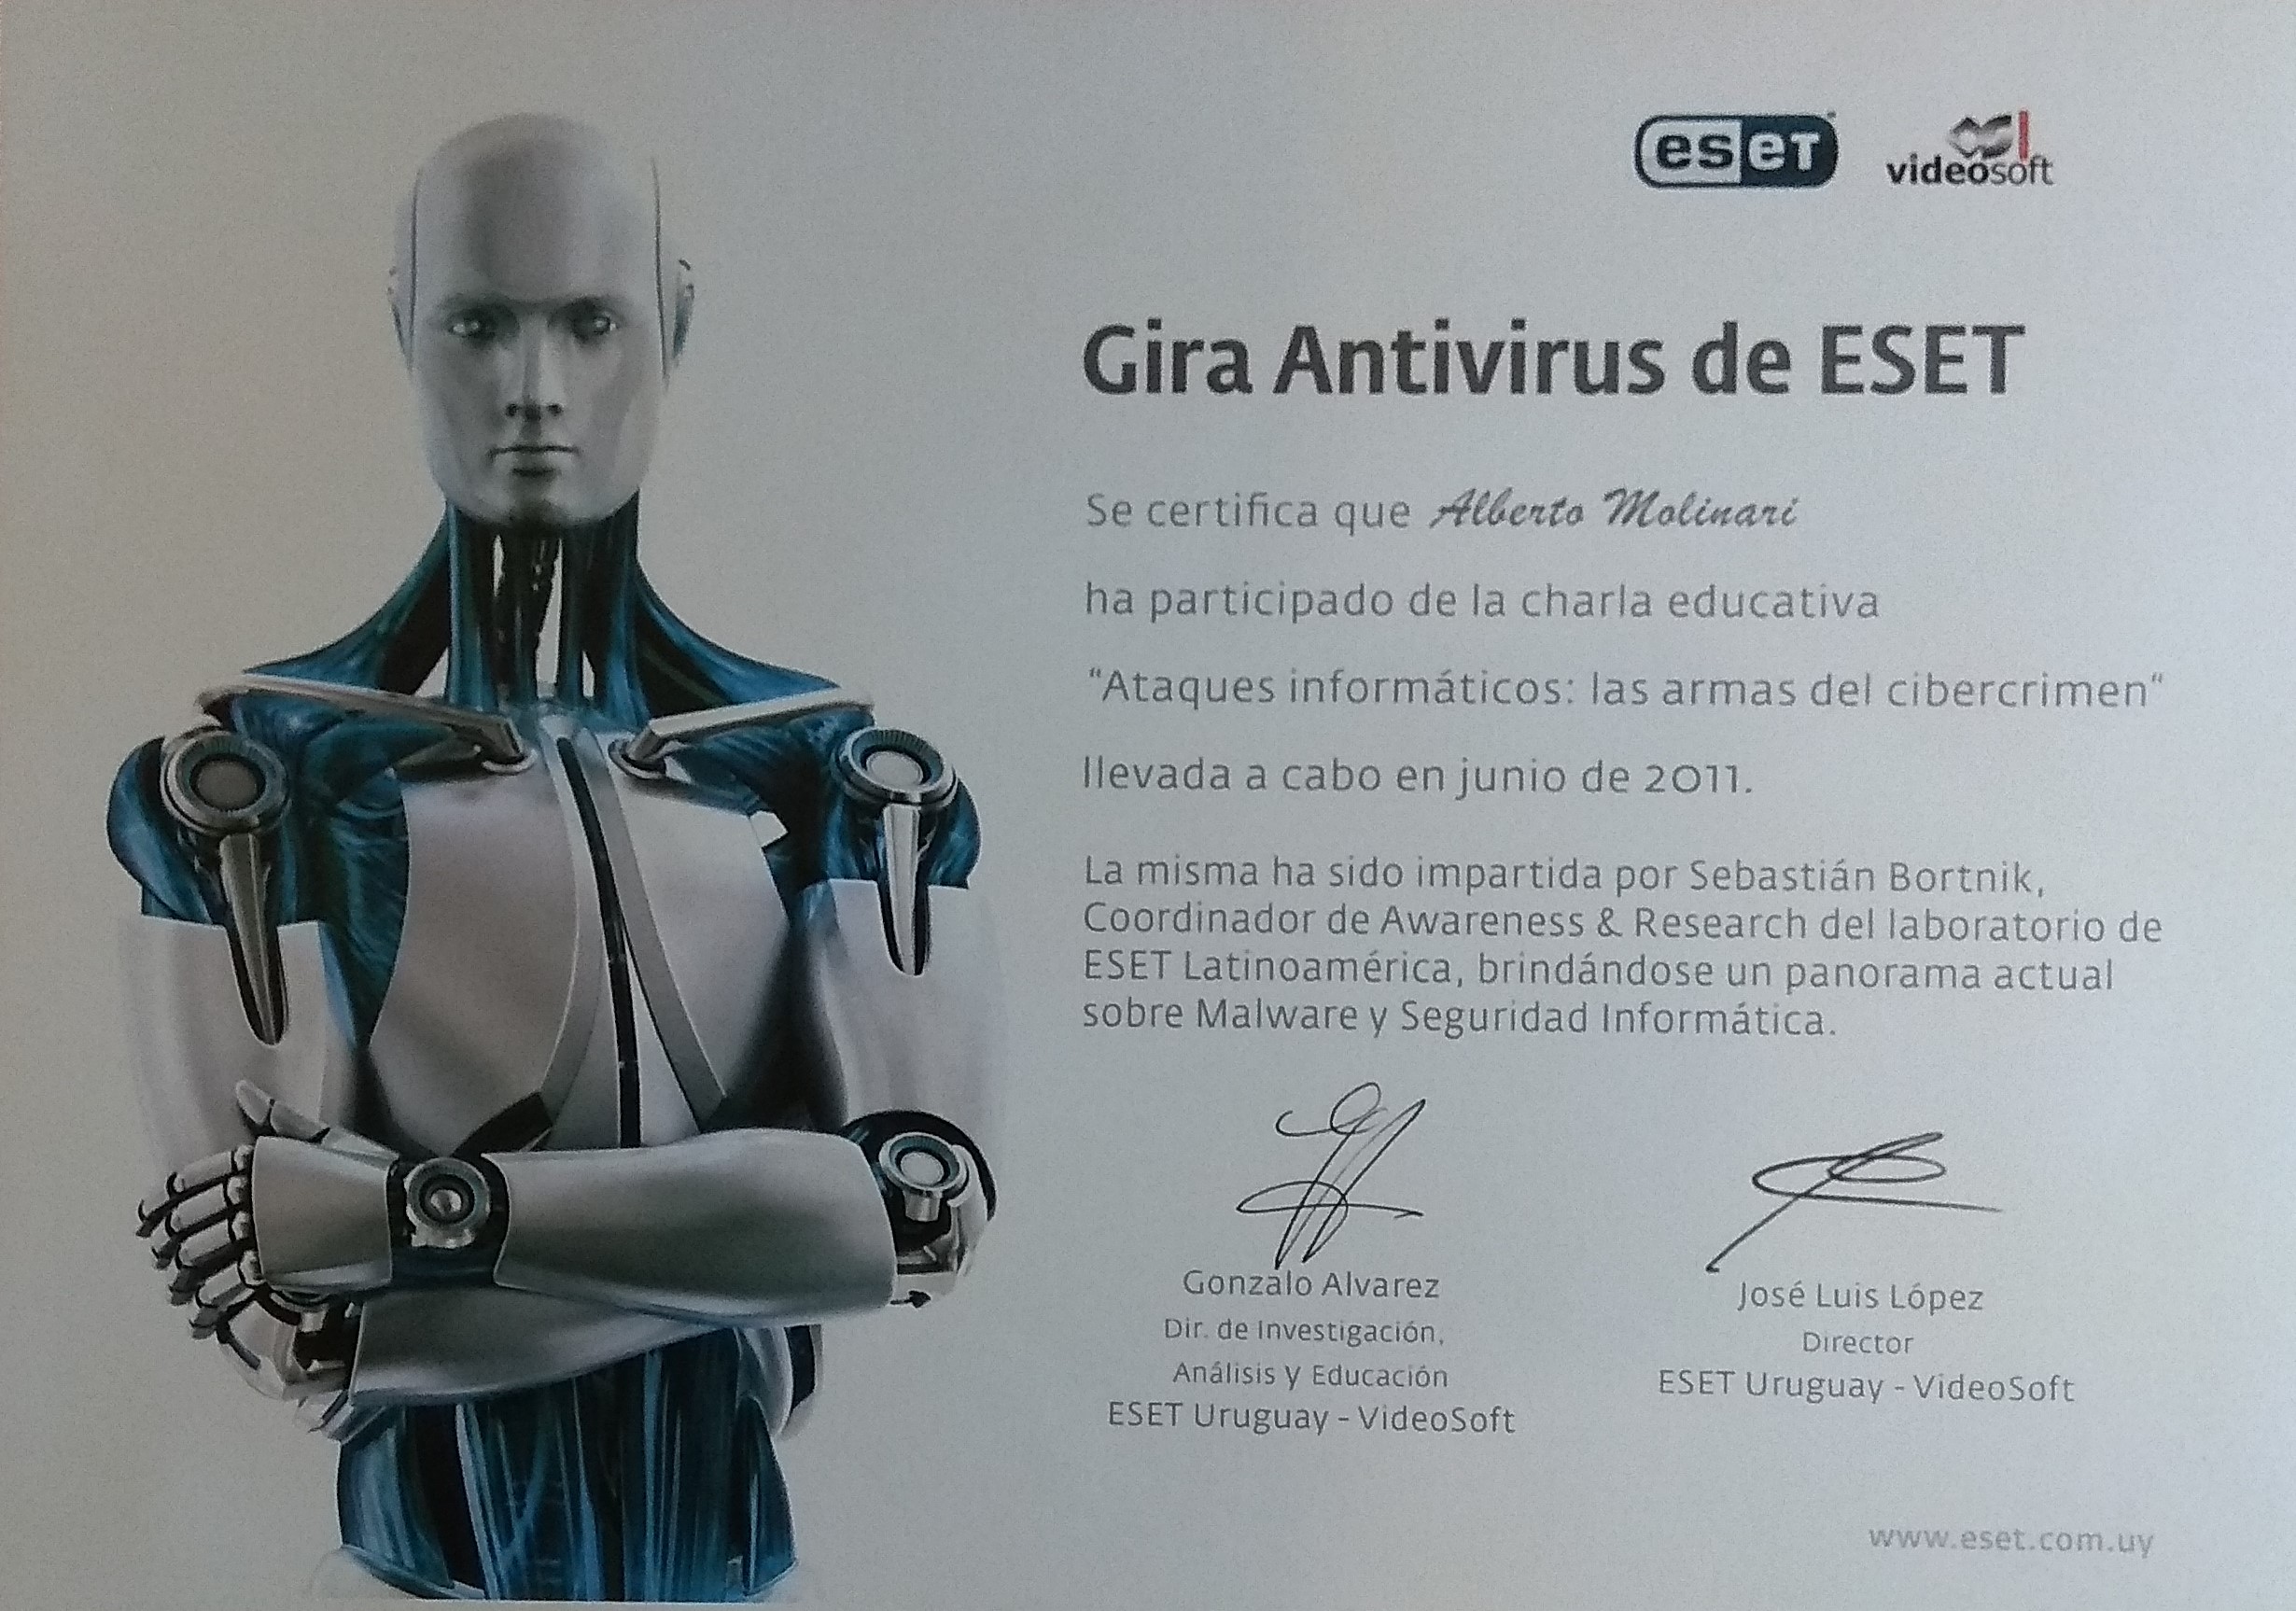 eset videosoft
Gira Antivirus de ESET
Se certifica que Alberto Molinari
ha participado de la charla educativa
"Ataques informáticos: las armas del cibercrimen"
llevada a cabo en junio de 2011.
La misma ha sido impartida por Sebastián Bortnik,
Coordinador de Awareness & Research del laboratorio de
ESET Latinoamérica, brindándose un panorama actual
sobre Malware y Seguridad Informática.
Gonzalo Alvarez
Dir. de Investigación,
Análisis y Educación
ESET Uruguay - VideoSoft
José Luis López
Director
ESET Uruguay - VideoSoft
www.eset.com.uy